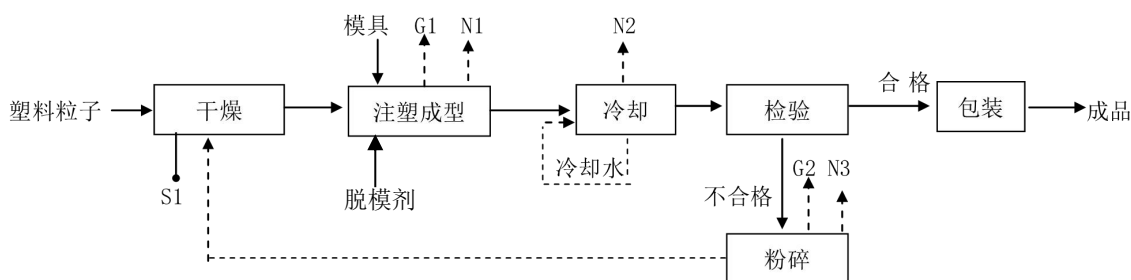 模具
G1
N1
N2
塑料粒子
干燥
注塑成型
冷却
检验
合 格
包装
成品
冷却水
S1
脱模剂
不合格
G2
N3
粉碎